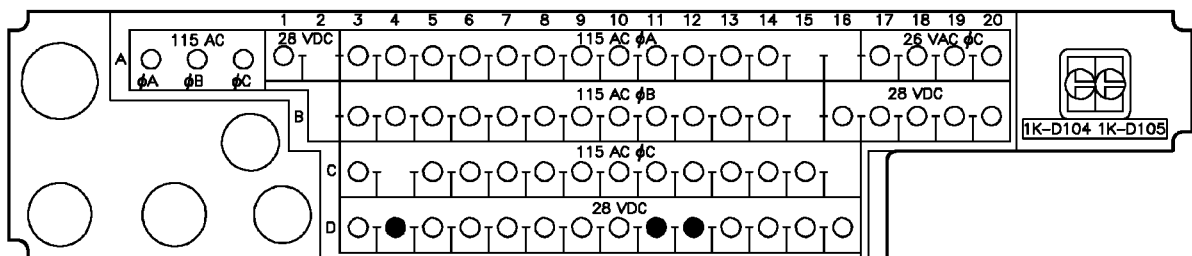 1 2 3 4 5 6 7 8 9 10 11 12 13 14 15 16 17 18 19 20
A 115 AC 28 VDC 115 AC ϕA 26 VAC ϕC
ϕA ϕB ϕC
B 115 AC ϕB 28 VDC
1K-D104 1K-D105
C 115 AC ϕC
D 28 VDC